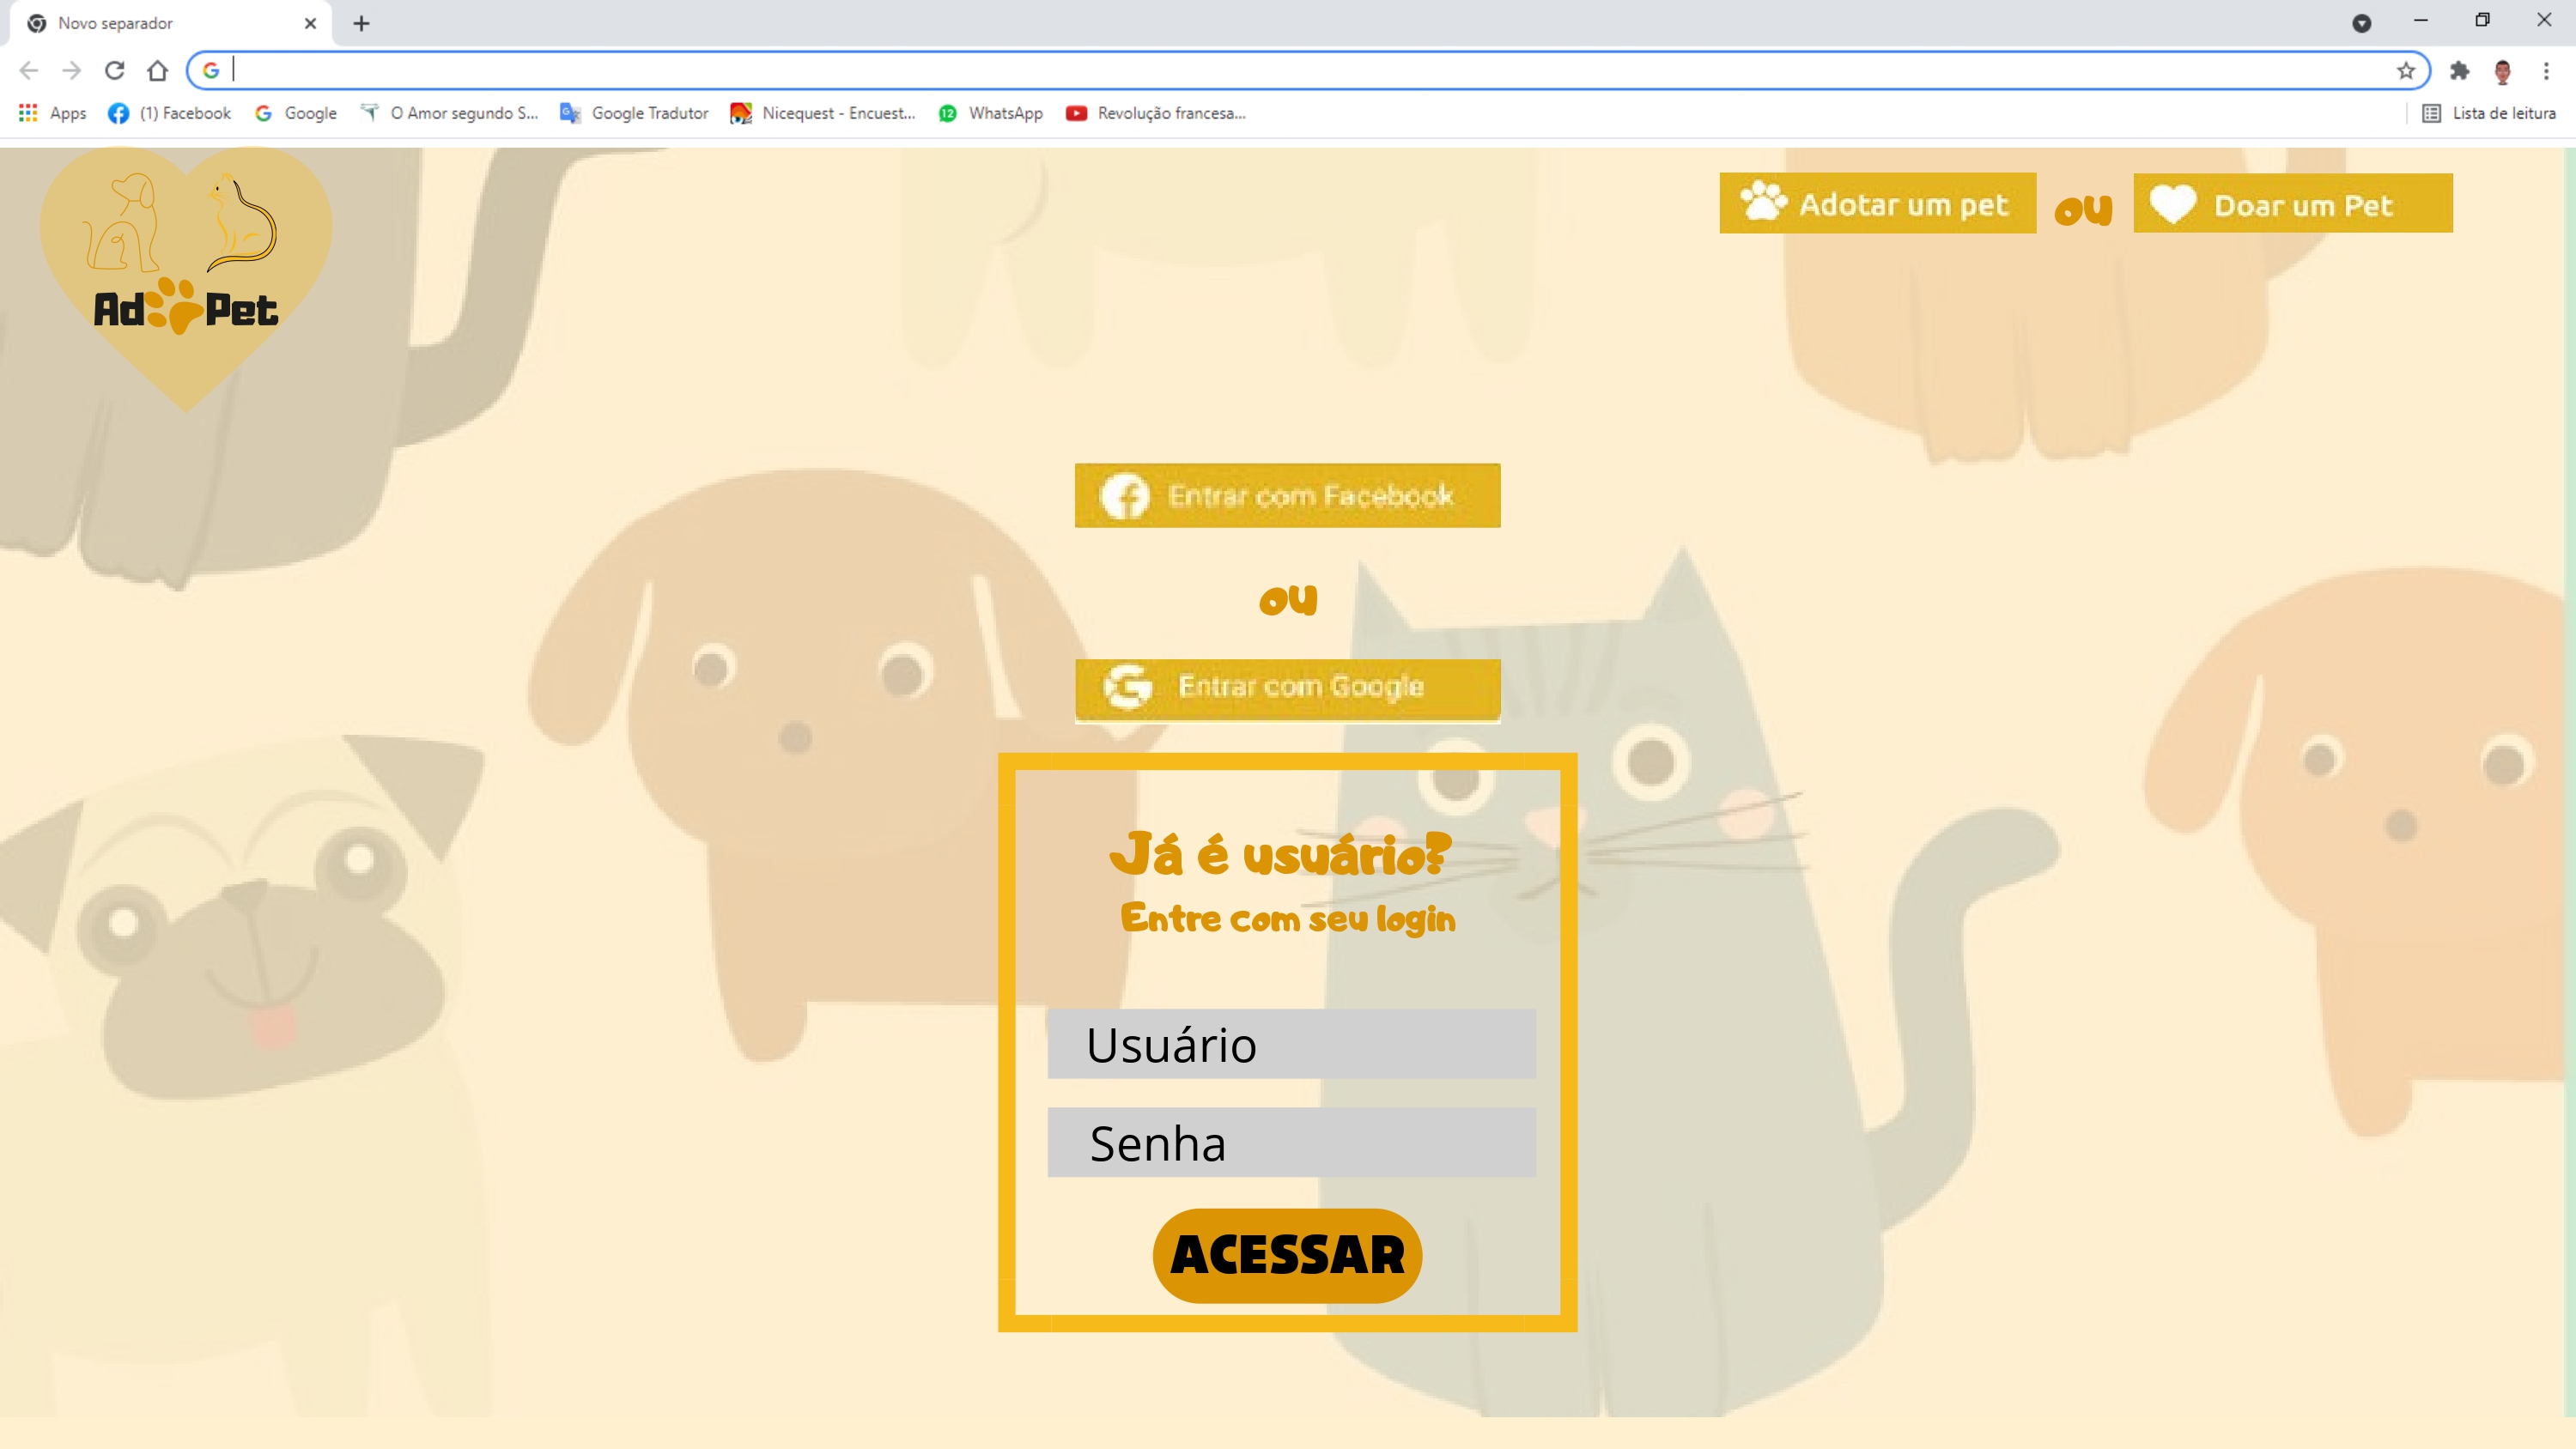 Novo separador
Apps (1) Facebook Google O Amor segundo S... Google Tradutor Nicequest - Encuest... 12 WhatsApp Revolução francesa... Lista de leitura
Adotar um pet ou Doar um Pet
Ad Pet
Entrar com Facebook
ou
Entrar com Google
Já é usuário?
Entre com seu login
Usuário
Senha
ACESSAR